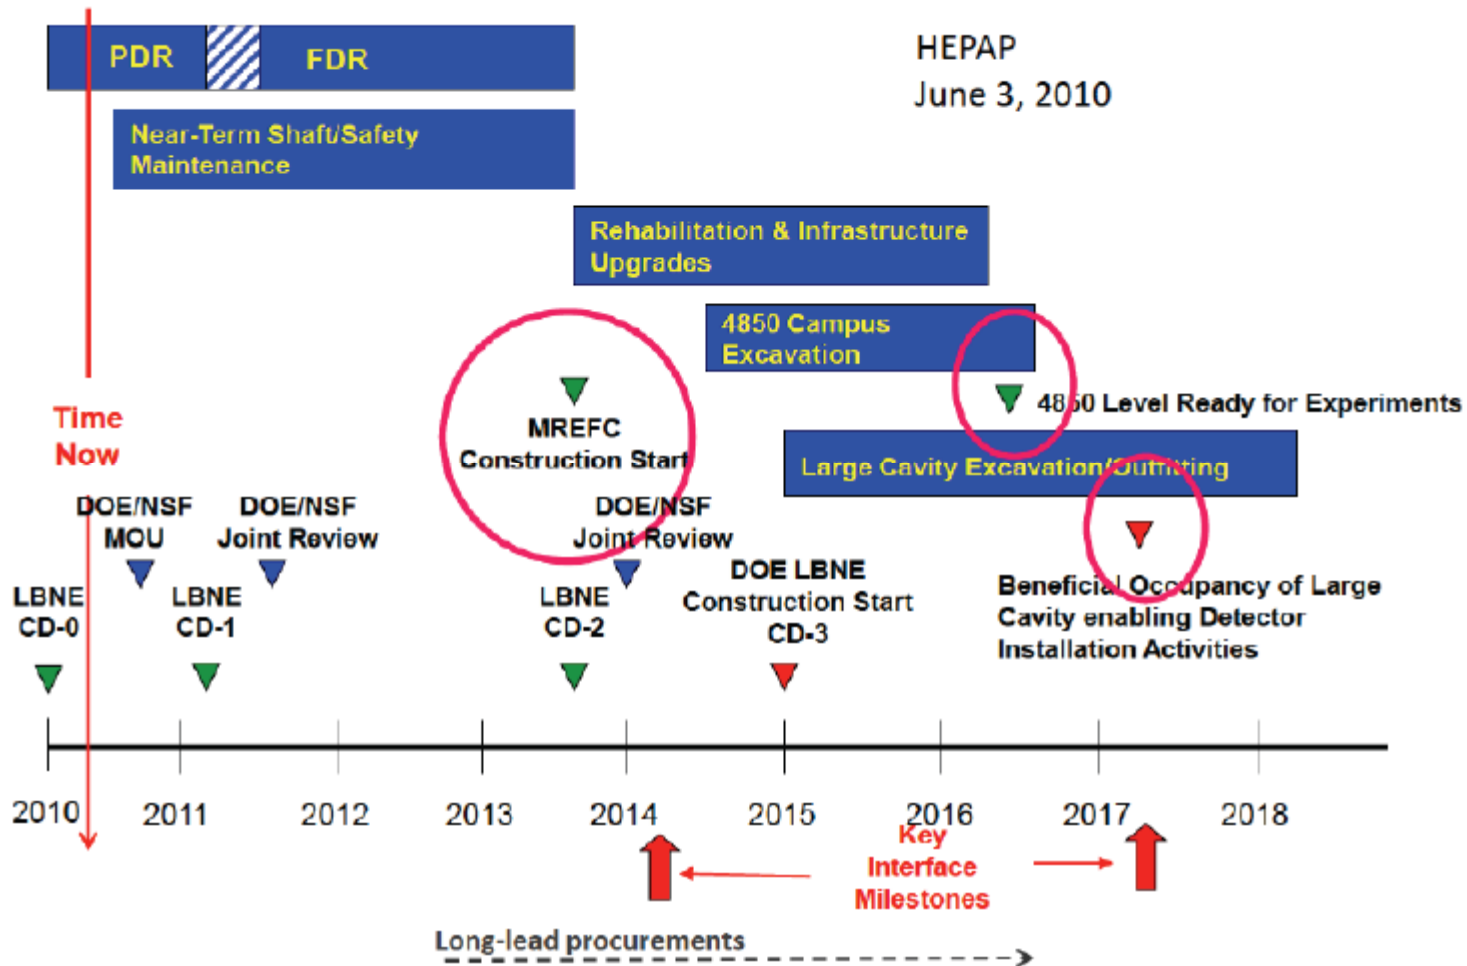 PDR
FDR
HEPAP
June 3, 2010
Near-Term Shaft/Safety
Maintenance
Rehabilitation & Infrastructure
Upgrades
4850 Campus
Excavation
4850 Level Ready for Experiments
MREFC
Construction Start
Time
Now
Large Cavity Excavation/Outfitting
DOE/NSF
MOU
DOE/NSF
Joint Review
DOE/NSF
Joint Review
LBNE
CD-0
LBNE
CD-1
LBNE
CD-2
DOE LBNE
Construction Start
CD-3
Beneficial Occupancy of Large
Cavity enabling Detector
Installation Activities
2010 2011 2012 2013 2014 2015 2016 2017 2018
Key
Interface
Milestones
Long-lead procurements